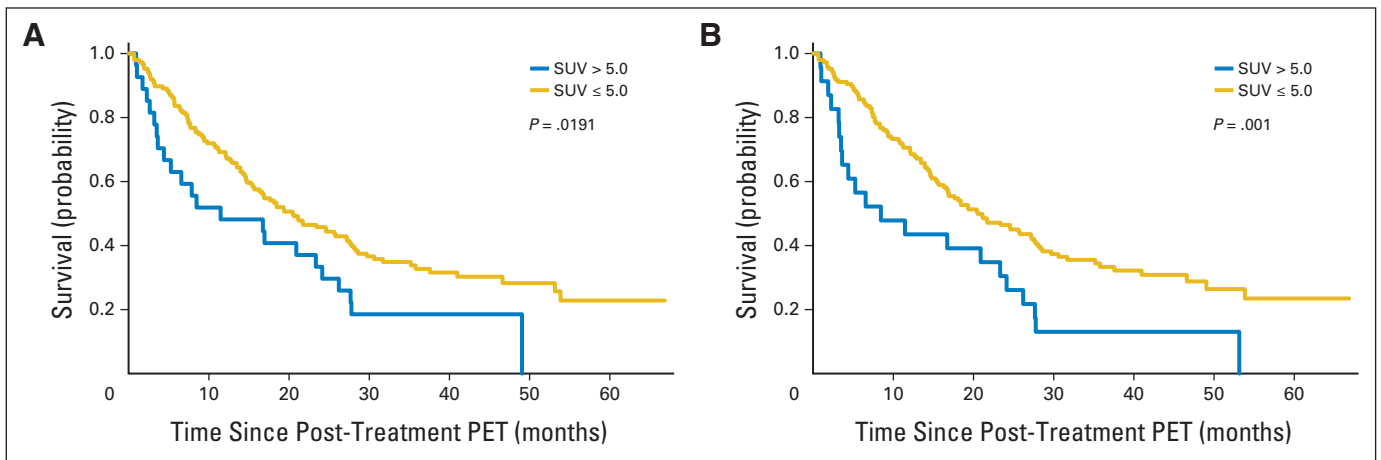 A
Survival (probability)
1.0
0.8
0.6
0.4
0.2
0
10
20
30
40
50
60
Time Since Post-Treatment PET (months)
SUV > 5.0
SUV ≤ 5.0
P = .0191
B
Survival (probability)
1.0
0.8
0.6
0.4
0.2
0
10
20
30
40
50
60
Time Since Post-Treatment PET (months)
SUV > 5.0
SUV ≤ 5.0
P = .001